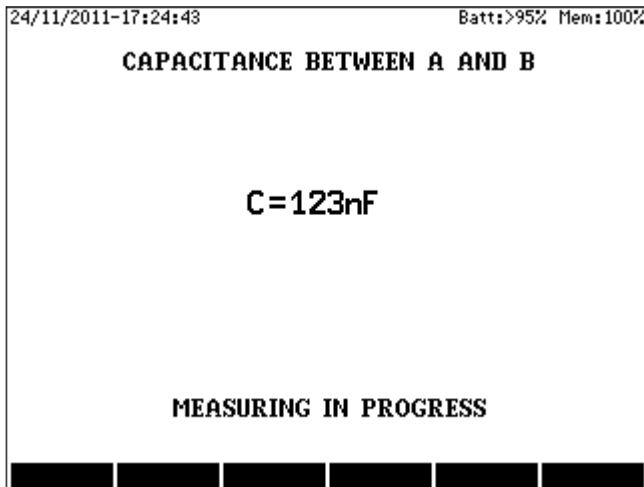 24/11/2011-17:24:43 Batt:>95% Mem:100%
CAPACITANCE BETWEEN A AND B
C=123nF
MEASURING IN PROGRESS